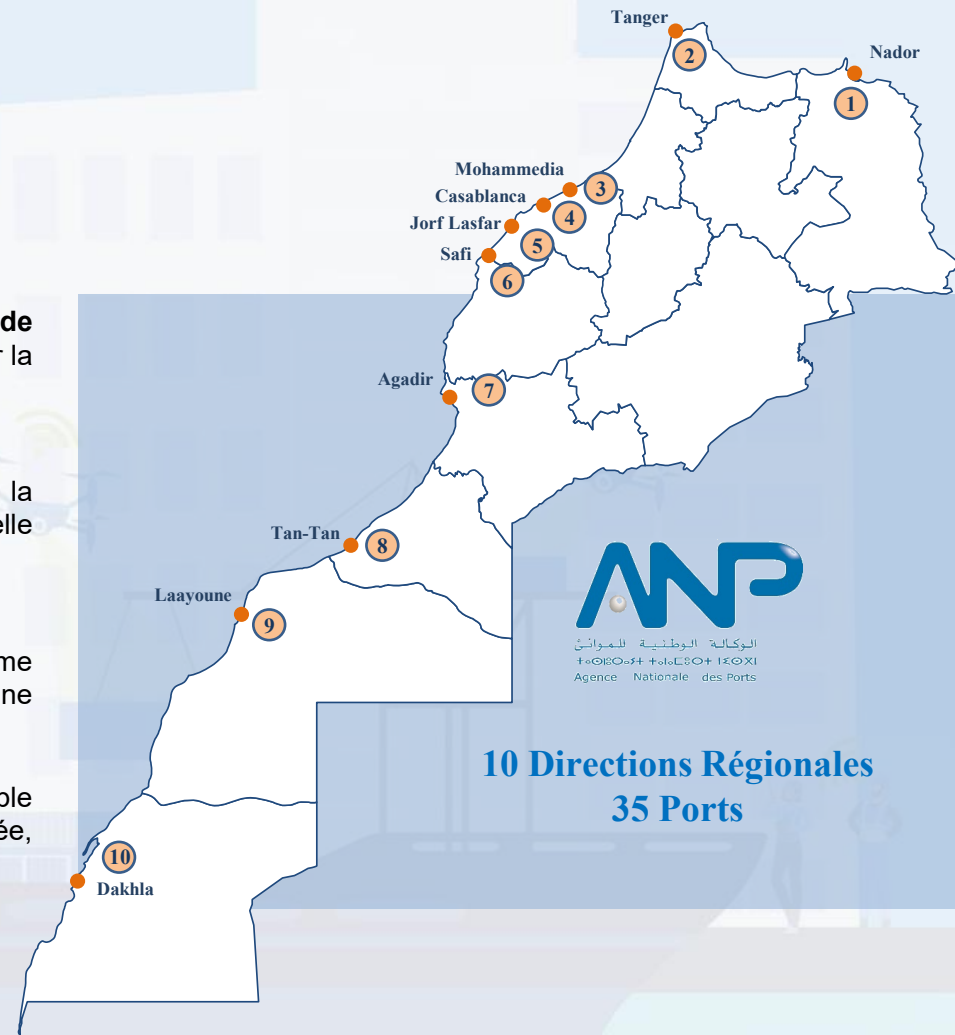 Tanger
2
Nador
1
Mohammedia
3
Casablanca
4
Jorf Lasfar
5
Safi
6
de
r la
Agadir
7
la
elle
Tan-Tan
8
Laayoune
9
me
ne
ANP
الوكالة الوطنية للموانئ
Agence Nationale des Ports
10 Directions Régionales
35 Ports
ble
ée,
10
Dakhla